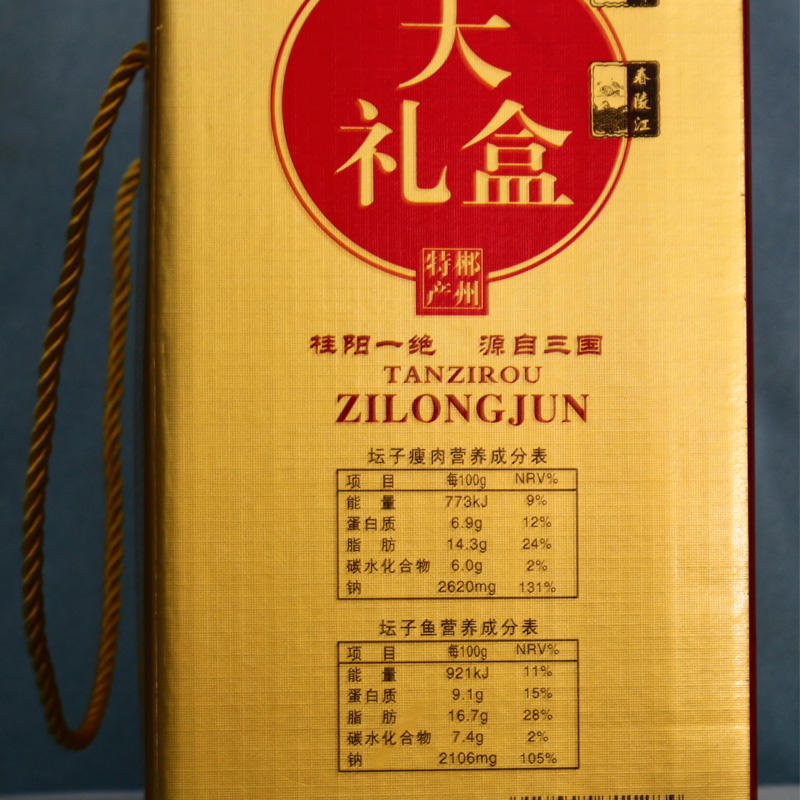 大
礼盒
舂陵江
郴州
特产
桂阳一绝 源自三国
TANZIROU
ZILONGJUN
坛子瘦肉营养成分表
项 目 每100g NRV%
能 量 773kJ 9%
蛋白质 6.9g 12%
脂 肪 14.3g 24%
碳水化合物 6.0g 2%
钠 2620mg 131%
坛子鱼营养成分表
项 目 每100g NRV%
能 量 921kJ 11%
蛋白质 9.1g 15%
脂 肪 16.7g 28%
碳水化合物 7.4g 2%
钠 2106mg 105%